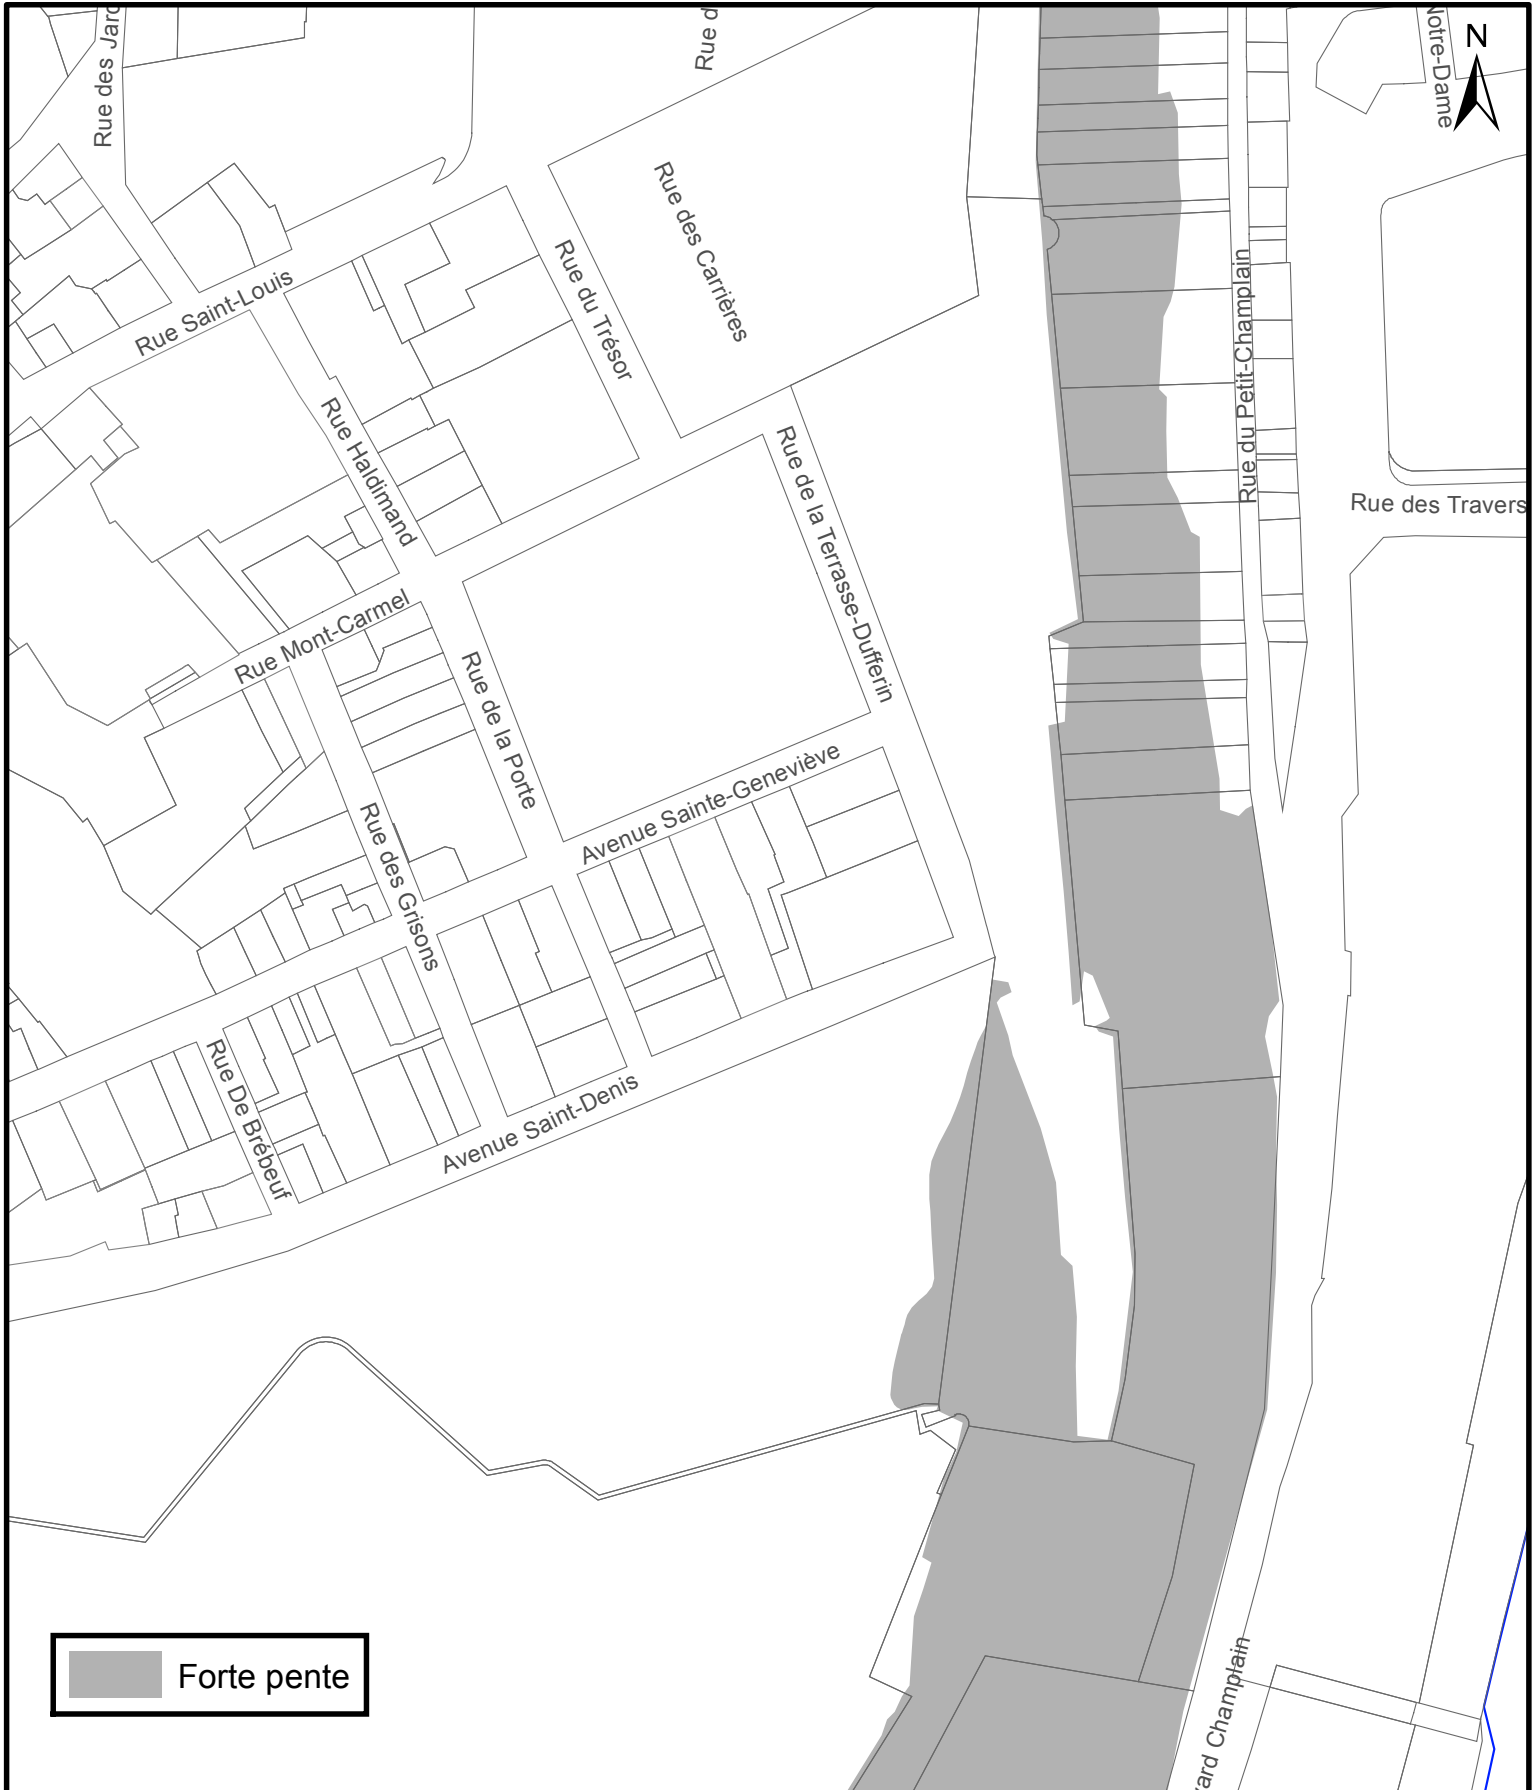 Rue des Jard
Rue d
Notre-Dame
N
Rue des Carrières
Rue du Trésor
Rue Saint-Louis
Rue du Petit-Champlain
Rue Haldimand
Rue de la Terrasse-Dufferin
Rue des Travers
Rue Mont-Carmel
Rue de la Porte
Avenue Sainte-Geneviève
Rue des Grisons
Rue De Brébeuf
Avenue Saint-Denis
Forte pente
vard Champlain